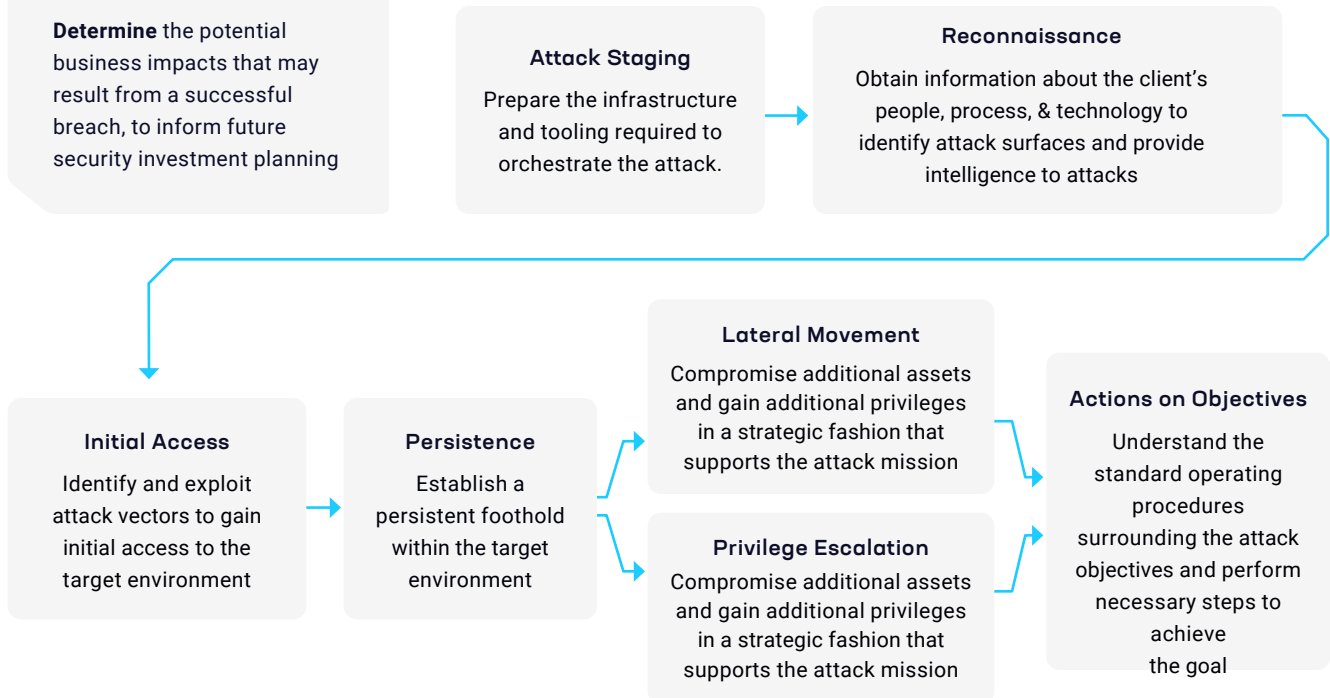 Determine the potential
business impacts that may
result from a successful
breach, to inform future
security investment planning
Attack Staging
Prepare the infrastructure
and tooling required to
orchestrate the attack.
Reconnaissance
Obtain information about the client’s
people, process, & technology to
identify attack surfaces and provide
intelligence to attacks
Initial Access
Identify and exploit
attack vectors to gain
initial access to the
target environment
Persistence
Establish a
persistent foothold
within the target
environment
Lateral Movement
Compromise additional assets
and gain additional privileges
in a strategic fashion that
supports the attack mission
Privilege Escalation
Compromise additional assets
and gain additional privileges
in a strategic fashion that
supports the attack mission
Actions on Objectives
Understand the
standard operating
procedures
surrounding the attack
objectives and perform
necessary steps to
achieve
the goal